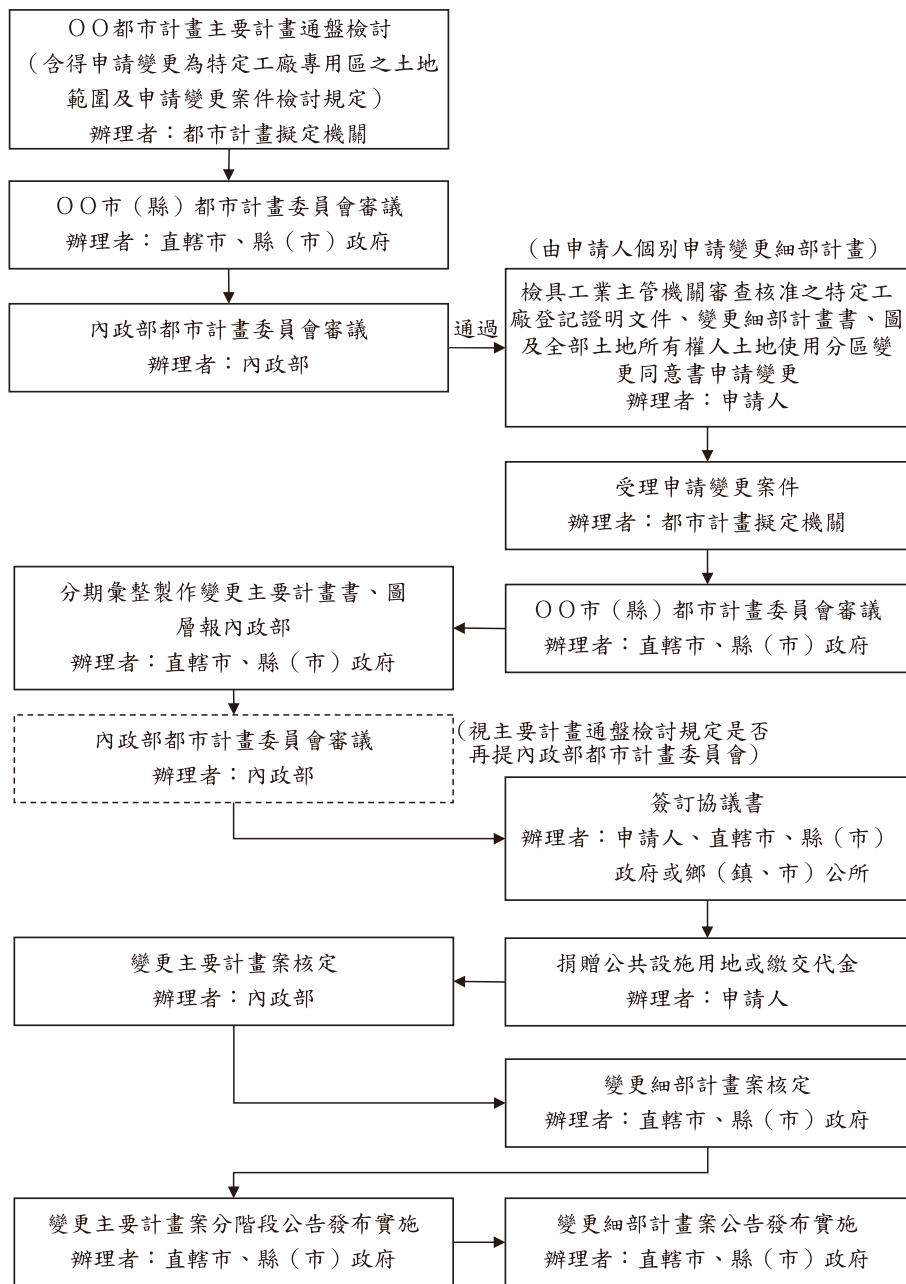 〇〇都市計畫主要計畫通盤檢討
（含得申請變更為特定工廠專用區之土地
範圍及申請變更案件檢討規定）
辦理者：都市計畫擬定機關
〇〇市（縣）都市計畫委員會審議
辦理者：直轄市、縣（市）政府
內政部都市計畫委員會審議
辦理者：內政部
通過
（由申請人個別申請變更細部計畫）
檢具工業主管機關審查核准之特定工
廠登記證明文件、變更細部計畫書、圖
及全部土地所有權人土地使用分區變
更同意書申請變更
辦理者：申請人
受理申請變更案件
辦理者：都市計畫擬定機關
〇〇市（縣）都市計畫委員會審議
辦理者：直轄市、縣（市）政府
分期彙整製作變更主要計畫書、圖
層報內政部
辦理者：直轄市、縣（市）政府
內政部都市計畫委員會審議
辦理者：內政部
（視主要計畫通盤檢討規定是否
再提內政部都市計畫委員會）
簽訂協議書
辦理者：申請人、直轄市、縣（市）
政府或鄉（鎮、市）公所
捐贈公共設施用地或繳交代金
辦理者：申請人
變更主要計畫案核定
辦理者：內政部
變更細部計畫案核定
辦理者：直轄市、縣（市）政府
變更主要計畫案分階段公告發布實施
辦理者：直轄市、縣（市）政府
變更細部計畫案公告發布實施
辦理者：直轄市、縣（市）政府